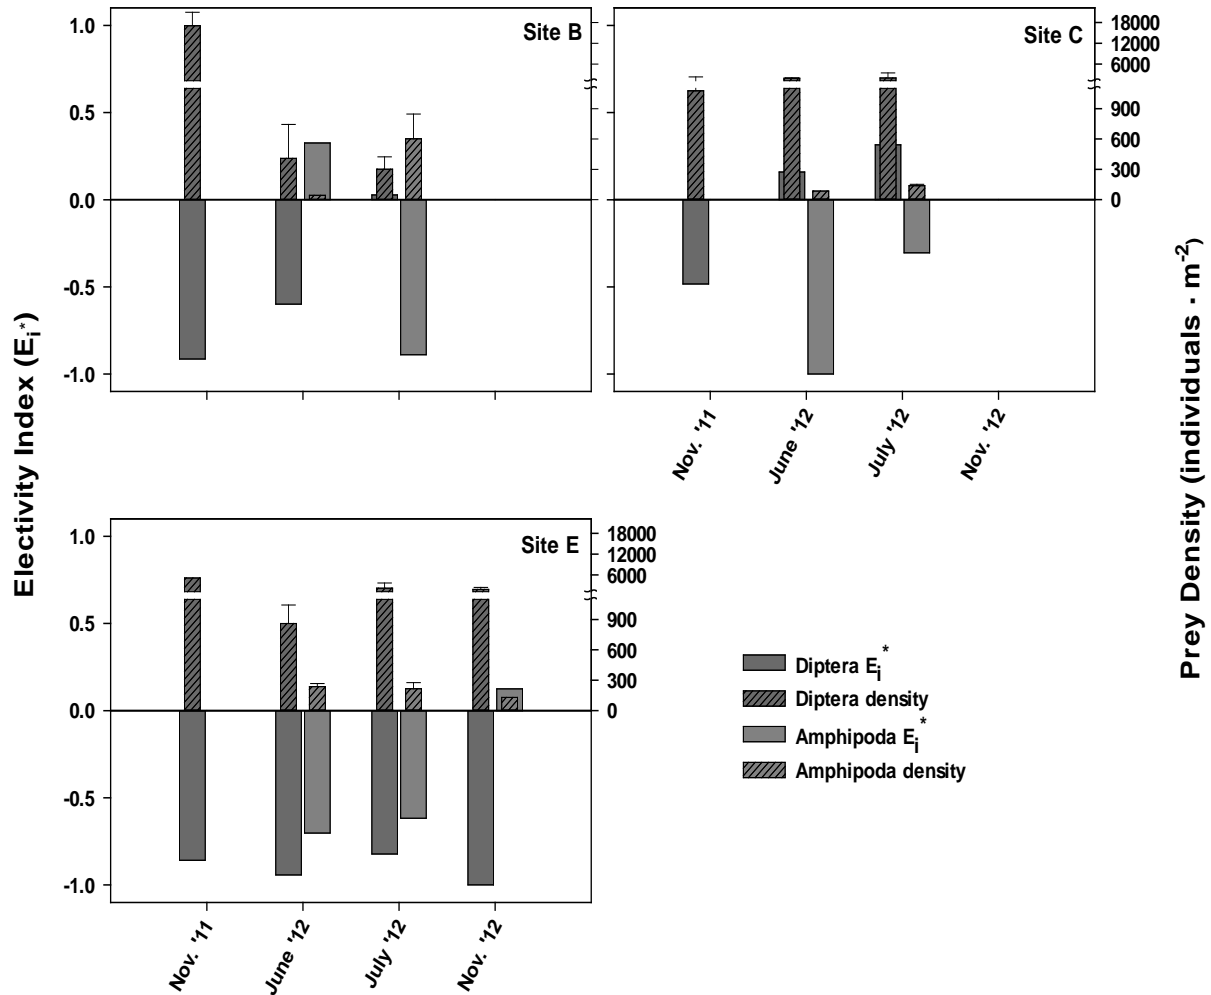 Site B
1.0
0.5
0.0
-0.5
-1.0
Site C
18000
12000
6000
900
600
300
0
Nov. '11
June '12
July '12
Nov. '12
Electivity Index (Ei*)
Prey Density (individuals · m-2)
Site E
1.0
0.5
0.0
-0.5
-1.0
18000
12000
6000
900
600
300
0
Nov. '11
June '12
July '12
Nov. '12
Diptera Ei*
Diptera density
Amphipoda Ei*
Amphipoda density